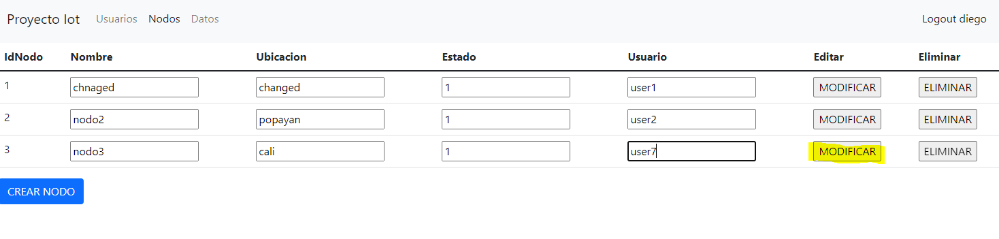 Proyecto Iot Usuarios Nodos Datos Logout diego
IdNodo Nombre Ubicacion Estado Usuario Editar Eliminar
1 chnaged changed 1 user1 MODIFICAR ELIMINAR
2 nodo2 popayan 1 user2 MODIFICAR ELIMINAR
3 nodo3 cali 1 user7 MODIFICAR ELIMINAR
CREAR NODO